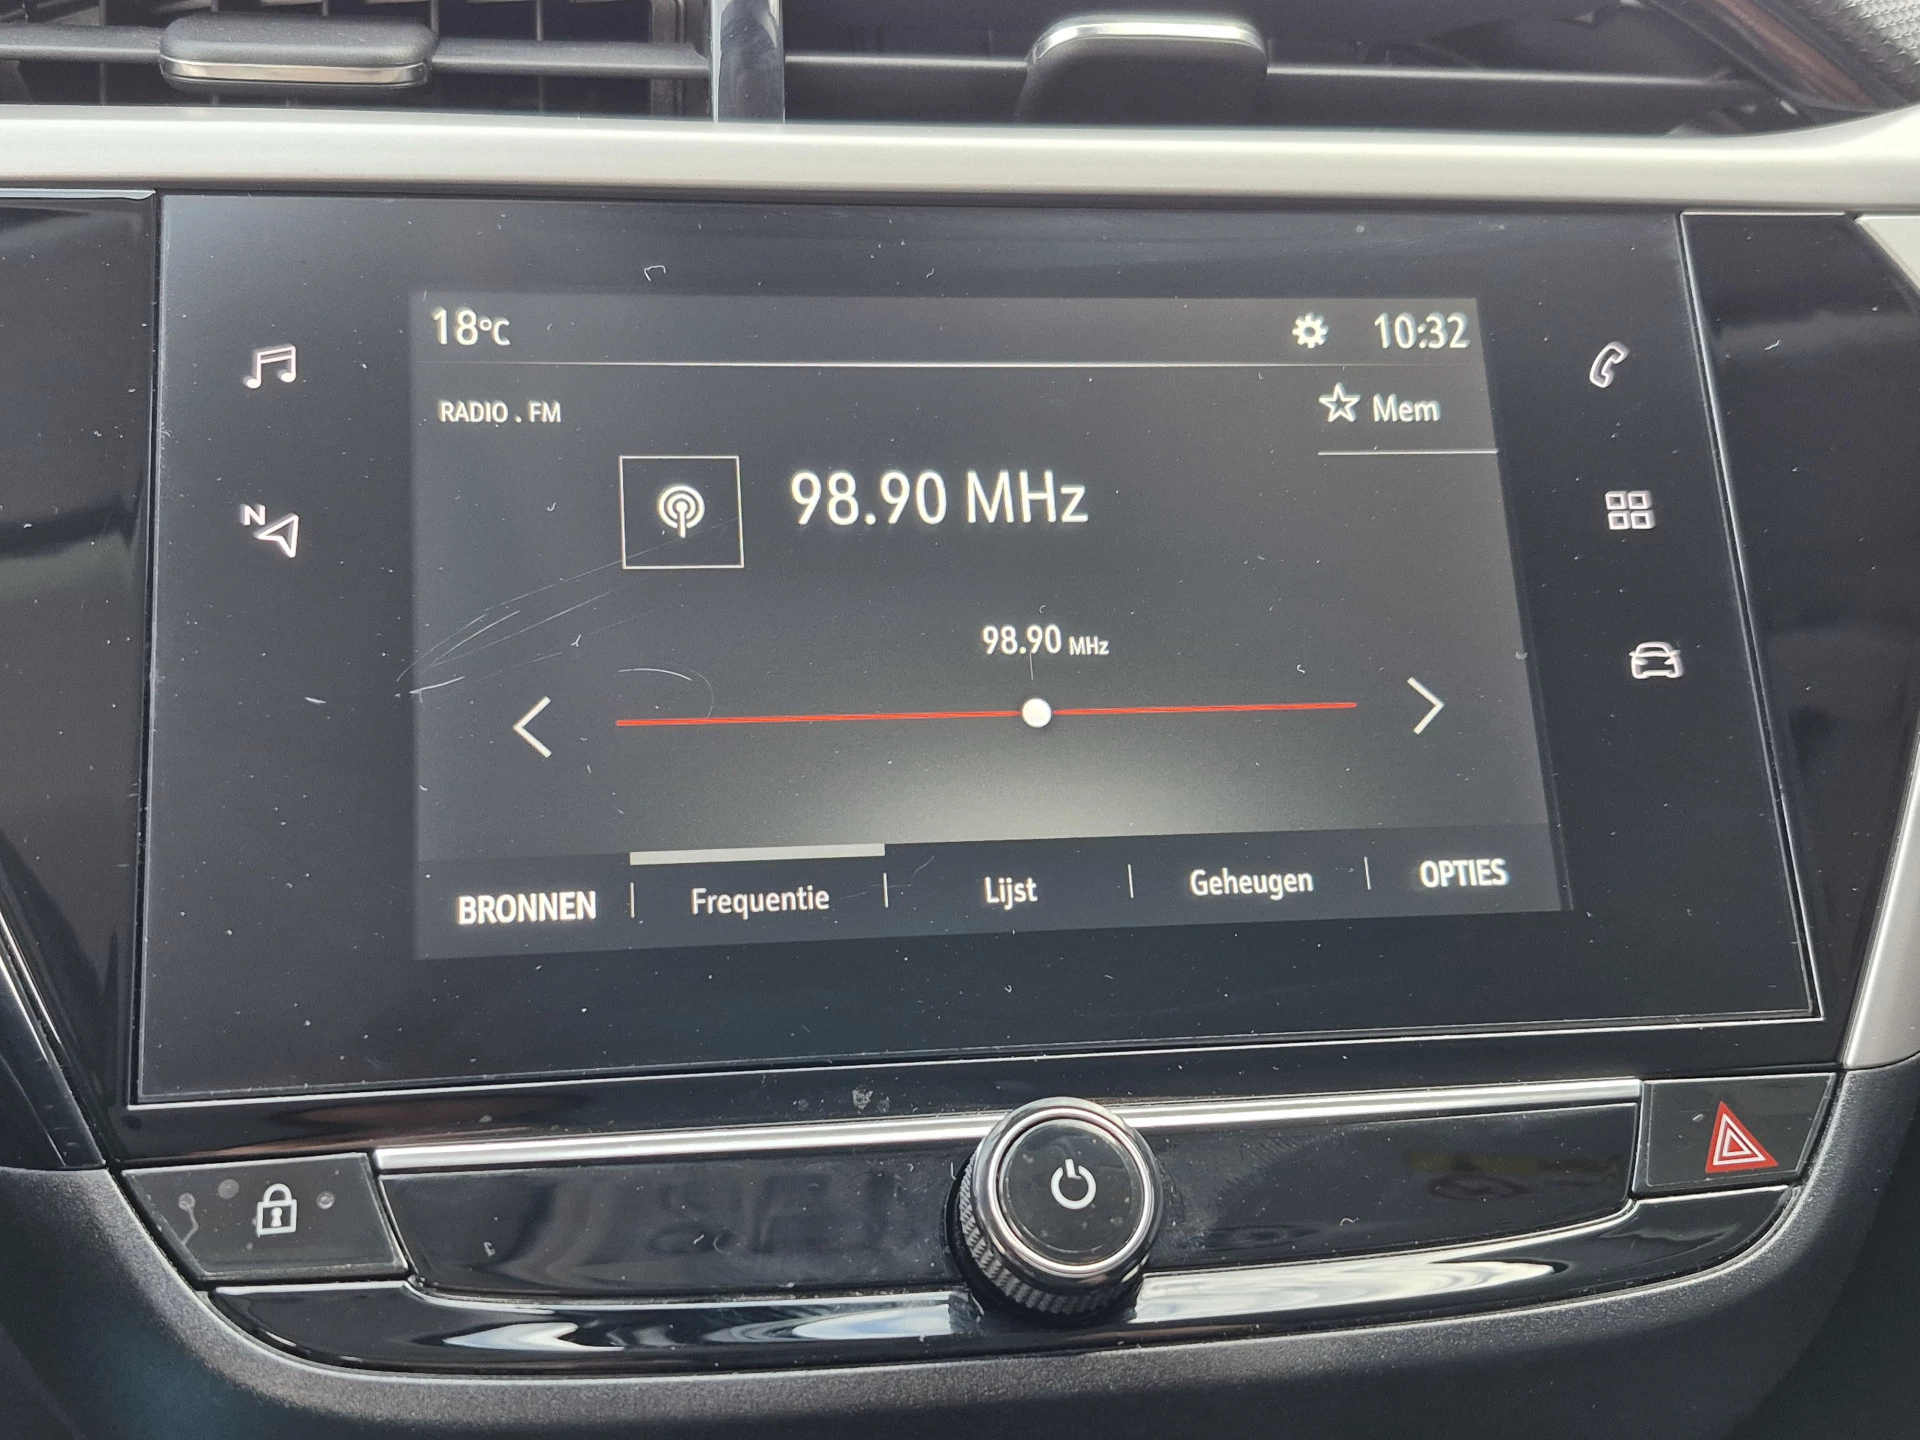 18°C
10:32
RADIO . FM
Mem
98.90 MHz
98.90 MHz
N
BRONNEN
Frequentie
Lijst
Geheugen
OPTIES